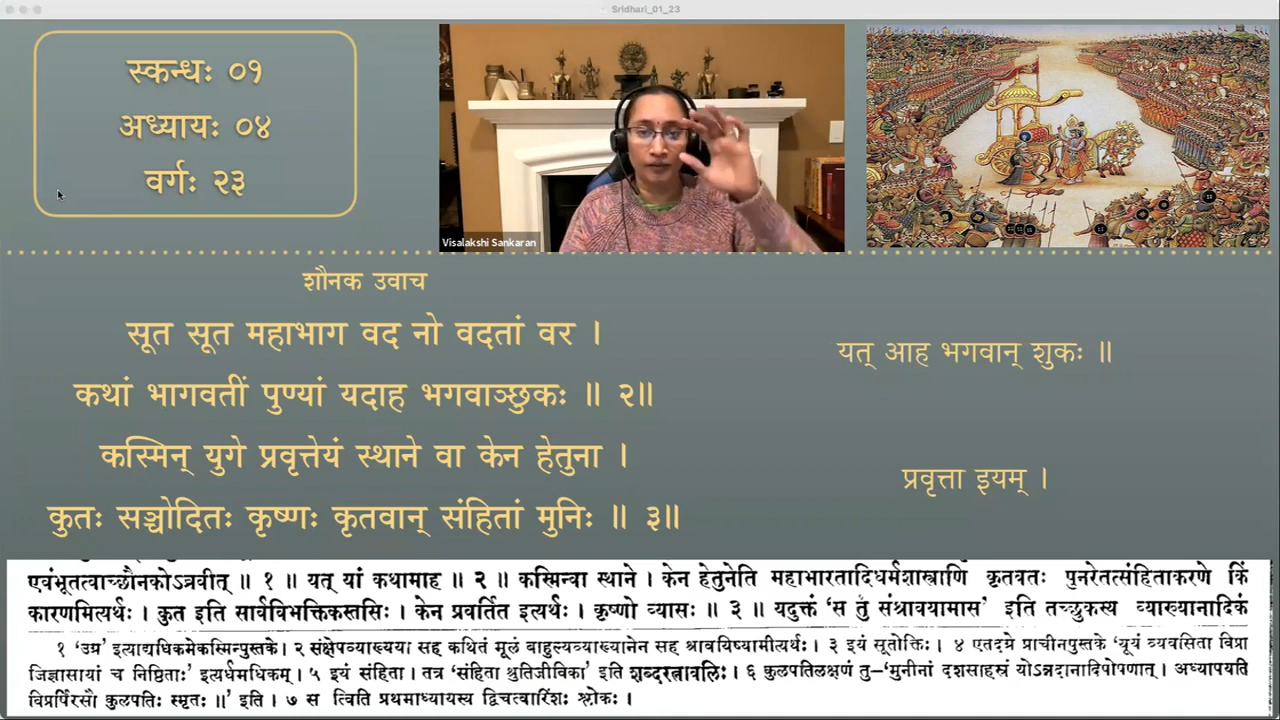 Sridhari_01_23
स्कन्धः ०१
अध्यायः ०४
वर्गः २३
Visalakshi Sankaran
शौनक उवाच
सूत सूत महाभाग वद नो वदतां वर ।
कथां भागवतीं पुण्यां यदाह भगवाञ्छुकः ॥ २॥
कस्मिन् युगे प्रवृत्तेयं स्थाने वा केन हेतुना ।
कुतः सञ्चोदितः कृष्णः कृतवान् संहितां मुनिः ॥ ३॥
यत् आह भगवान् शुकः ॥
प्रवृत्ता इयम् ।
एवंभूतत्वाच्छौनकोऽब्रवीत् ॥ १ ॥ यत् यां कथामाह ॥ २ ॥ कस्मिन्वा स्थाने । केन हेतुनेति महाभारतादिधर्मशास्त्राणि कृतवतः पुनरेतत्संहिताकरणे किं
कारणमित्यर्थः । कुत इति सार्वविभक्तिकस्तसिः । केन प्रवर्तित इत्यर्थः । कृष्णो व्यासः ॥ ३ ॥ यदुक्तं ‘स तु संश्रावयामास’ इति तच्छुकस्य व्याख्यानादिकं
१ ‘उग्र’ इत्याद्यधिकमेकस्मिन्पुस्तके। २ संक्षेपव्याख्यया सह कथितं मूलं बाहुल्यव्याख्यानेन सह श्रावयिष्यामीत्यर्थः। ३ इयं सूतोक्तिः। ४ एतदग्रे प्राचीनपुस्तके ‘यूयं व्यवसिता विप्रा
जिज्ञासायां च निष्ठिताः’ इत्यर्धमधिकम्। ५ इयं संहिता। तत्र ‘संहिता श्रुतिजीविका’ इति शब्दरत्नावलिः। ६ कुलपतिलक्षणं तु–‘मुनीनां दशसाहस्रं योऽन्नदानादिपोषणात्। अध्यापयति
विप्रर्षिरसौ कुलपतिः स्मृतः ॥’ इति। ७ स त्विति प्रथमाध्यायस्य द्विचत्वारिंशः श्लोकः।